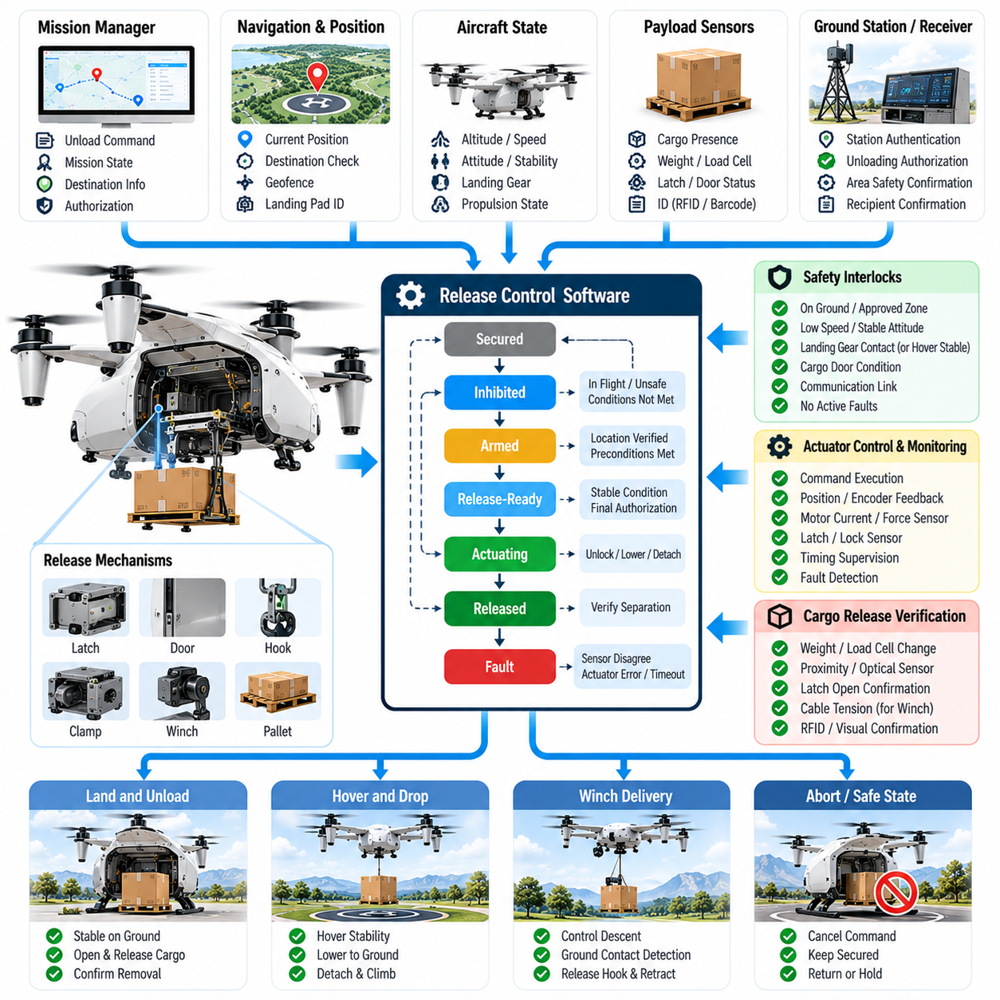 Mission Manager
Unload Command
Mission State
Destination Info
Authorization
Navigation & Position
Current Position
Destination Check
Geofence
Landing Pad ID
Aircraft State
Altitude / Speed
Attitude / Stability
Landing Gear
Propulsion State
Payload Sensors
Cargo Presence
Weight / Load Cell
Latch / Door Status
ID (RFID / Barcode)
Ground Station / Receiver
Station Authentication
Unloading Authorization
Area Safety Confirmation
Recipient Confirmation
Release Mechanisms
Latch
Door
Hook
Clamp
Winch
Pallet
Release Control Software
Secured
Inhibited
In Flight / Unsafe
Conditions Not Met
Armed
Location Verified
Preconditions Met
Release-Ready
Stable Condition
Final Authorization
Actuating
Unlock / Lower / Detach
Released
Verify Separation
Fault
Sensor Disagree
Actuator Error / Timeout
Safety Interlocks
On Ground / Approved Zone
Low Speed / Stable Attitude
Landing Gear Contact (or Hover Stable)
Cargo Door Condition
Communication Link
No Active Faults
Actuator Control & Monitoring
Command Execution
Position / Encoder Feedback
Motor Current / Force Sensor
Latch / Lock Sensor
Timing Supervision
Fault Detection
Cargo Release Verification
Weight / Load Cell Change
Proximity / Optical Sensor
Latch Open Confirmation
Cable Tension (for Winch)
RFID / Visual Confirmation
Land and Unload
Stable on Ground
Open & Release Cargo
Confirm Removal
Hover and Drop
Hover Stability
Lower to Ground
Detach & Climb
Winch Delivery
Control Descent
Ground Contact Detection
Release Hook & Retract
Abort / Safe State
Cancel Command
Keep Secured
Return or Hold